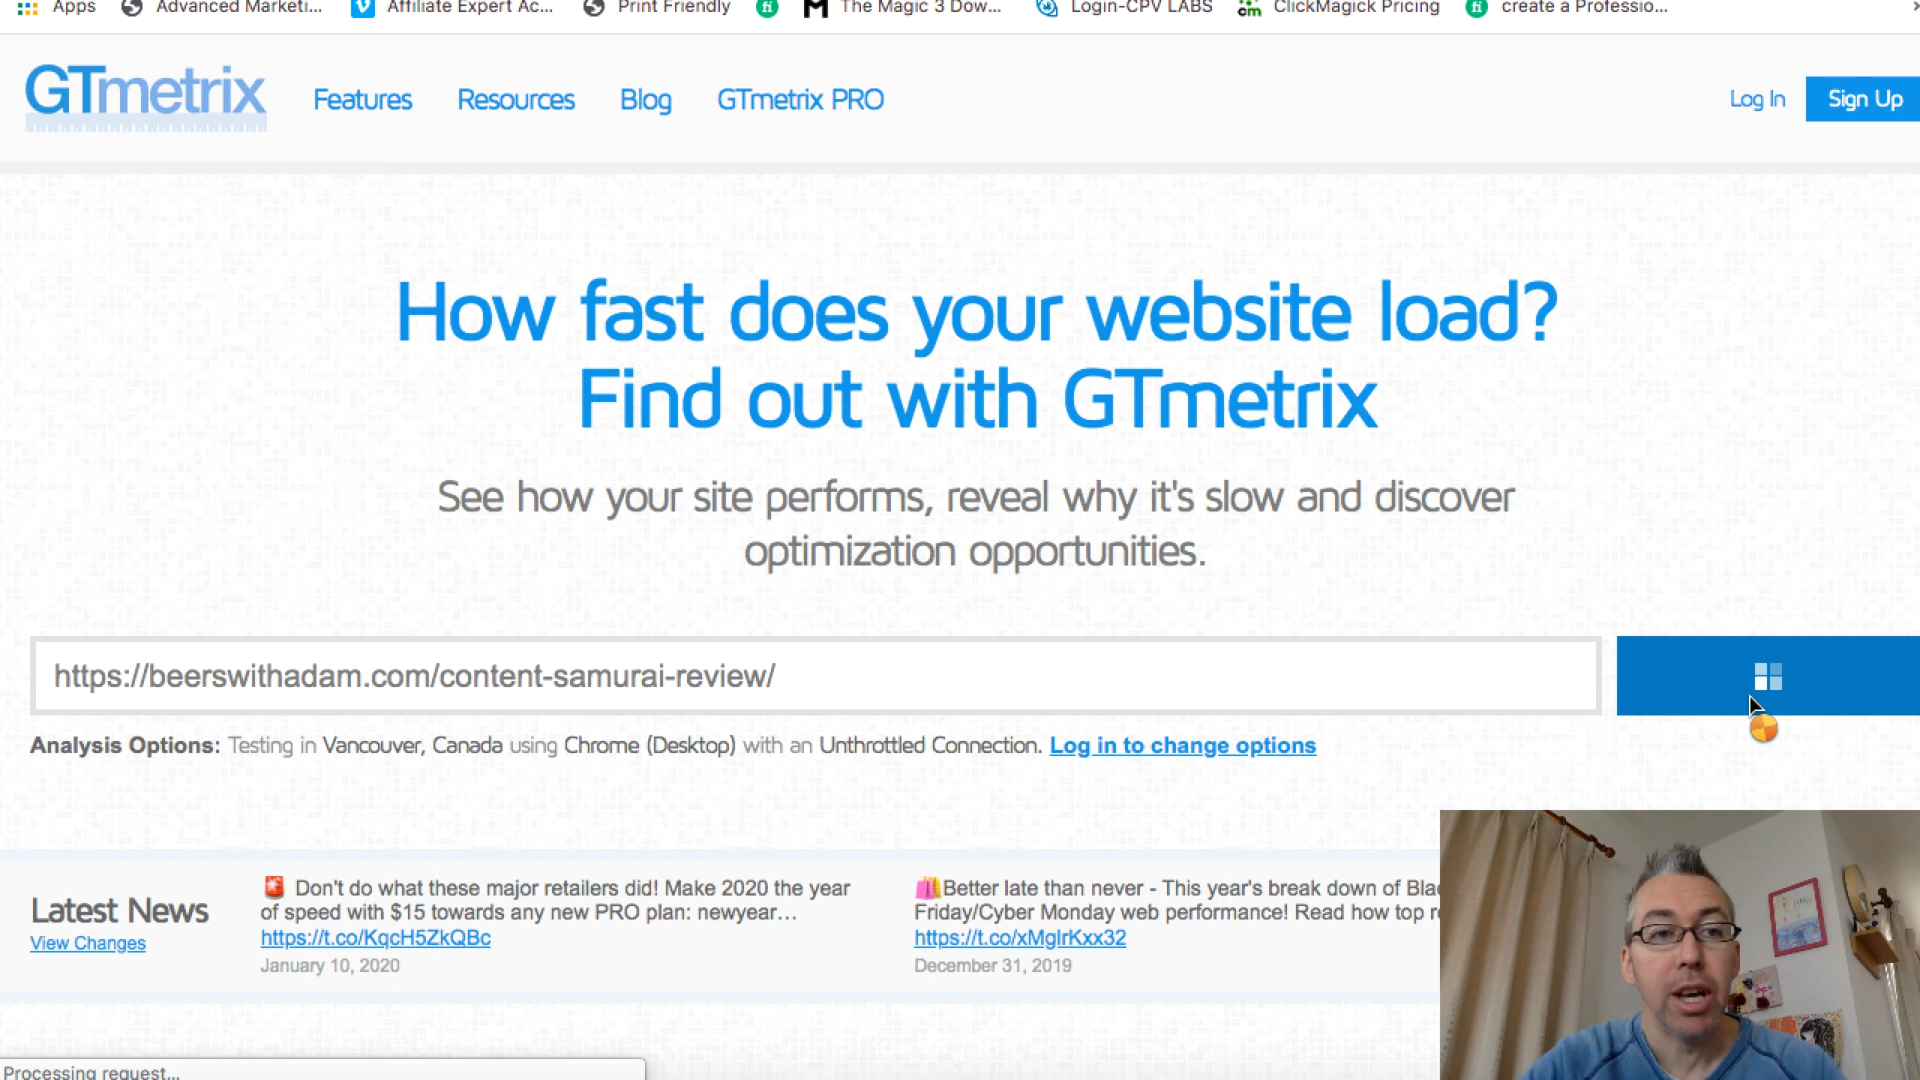 Apps
Advanced Marketi...
Affiliate Expert Ac...
Print Friendly
fi
The Magic 3 Dow...
Login-CPV LABS
cm
ClickMagick Pricing
fi
create a Professio...
GTmetrix
Features
Resources
Blog
GTmetrix PRO
Log In
Sign Up
How fast does your website load?
Find out with GTmetrix
See how your site performs, reveal why it's slow and discover
optimization opportunities.
https://beerswithadam.com/content-samurai-review/
Analysis Options: Testing in Vancouver, Canada using Chrome (Desktop) with an Unthrottled Connection. Log in to change options
Latest News
View Changes
Don't do what these major retailers did! Make 2020 the year
of speed with $15 towards any new PRO plan: newyear...
https://t.co/KqcH5ZkQBc
January 10, 2020
Better late than never - This year's break down of Blac
Friday/Cyber Monday web performance! Read how top r
https://t.co/xMglrKxx32
December 31, 2019
Processing request...